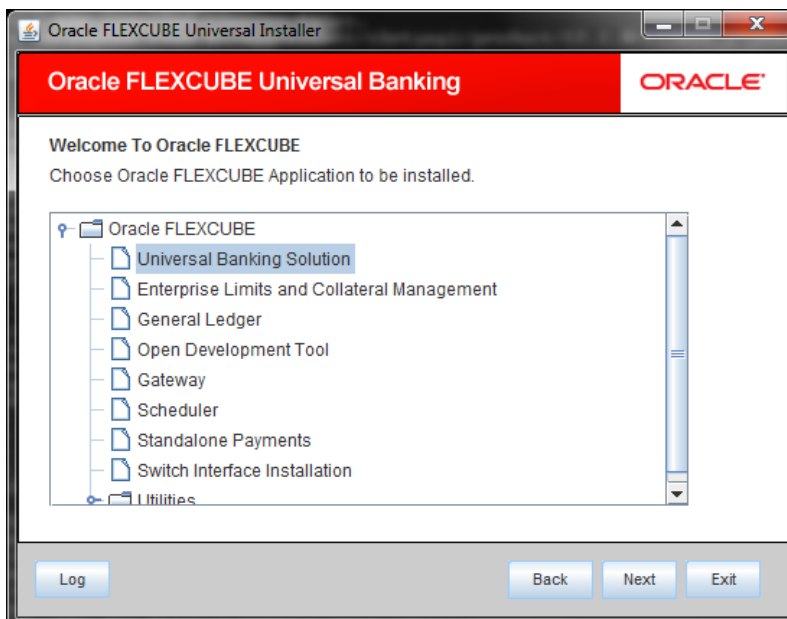 Oracle FLEXCUBE Universal Installer
Oracle FLEXCUBE Universal Banking
ORACLE
Welcome To Oracle FLEXCUBE
Choose Oracle FLEXCUBE Application to be installed.
Oracle FLEXCUBE
Universal Banking Solution
Enterprise Limits and Collateral Management
General Ledger
Open Development Tool
Gateway
Scheduler
Standalone Payments
Switch Interface Installation
Utilities
Log Back Next Exit